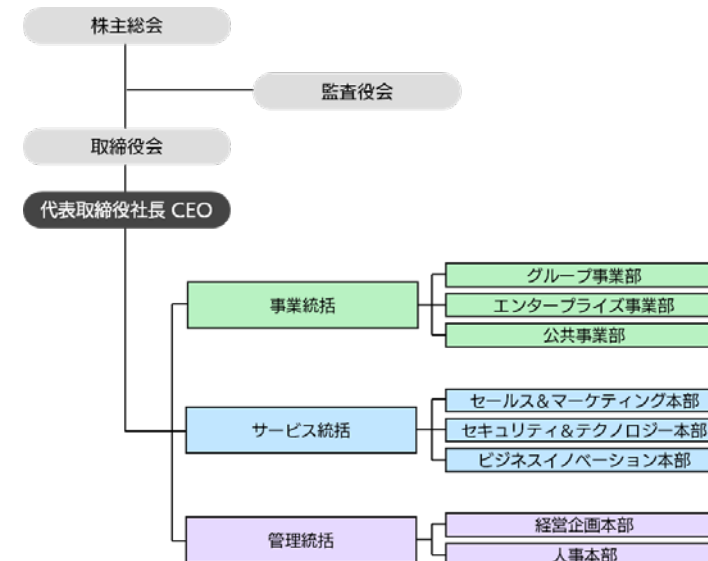 株主総会
監査役会
取締役会
代表取締役社長 CEO
事業統括
グループ事業部
エンタープライズ事業部
公共事業部
サービス統括
セールス&マーケティング本部
セキュリティ&テクノロジー本部
ビジネスイノベーション本部
管理統括
経営企画本部
人事本部